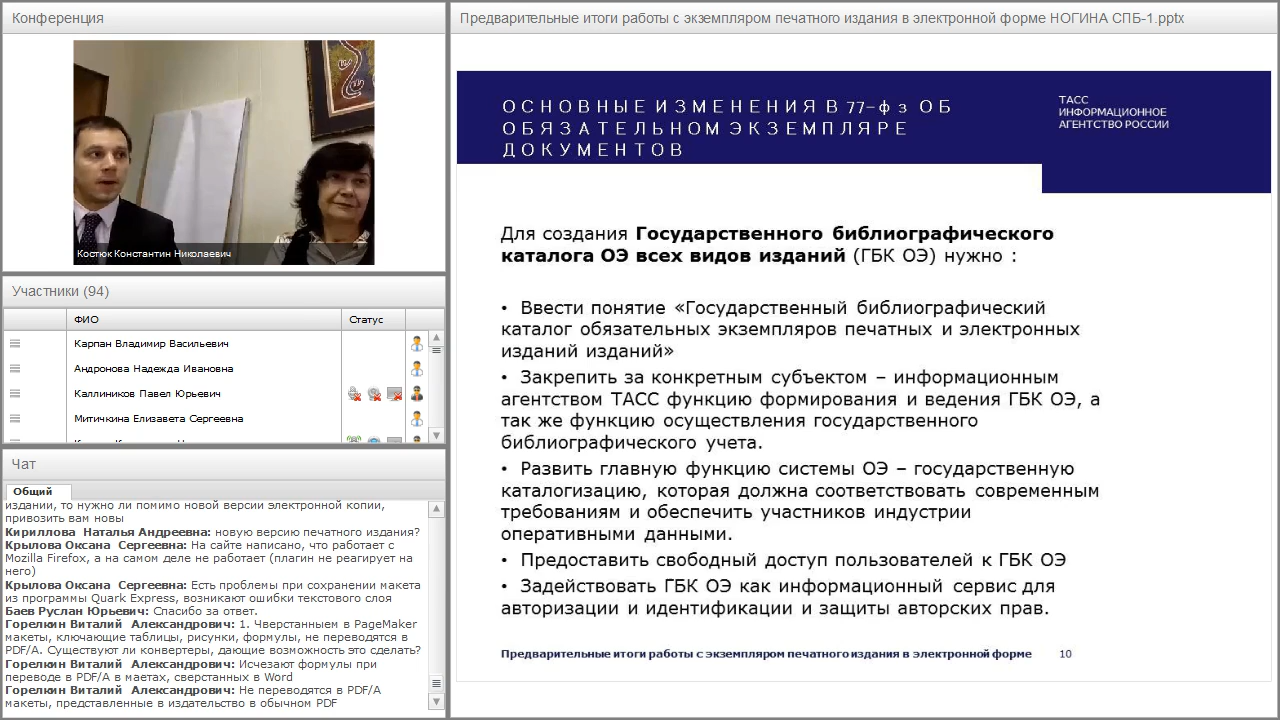 Конференция
Костюк Константин Николаевич
Участники (94)
ФИО
Статус
Карпан Владимир Васильевич
Андронова Надежда Ивановна
Каллиников Павел Юрьевич
Митичкина Елизавета Сергеевна
Чат
Общий
издании, то нужно ли помимо новой версии электронной копии,
привозить вам новы
Кириллова Наталья Андреевна: новую версию печатного издания?
Крылова Оксана Сергеевна: На сайте написано, что работает с
Mozilla Firefox, а на самом деле не работает (плагин не реагирует на
него)
Крылова Оксана Сергеевна: Есть проблемы при сохранении макета
из программы Quark Express, возникают ошибки текстового слоя
Баев Руслан Юрьевич: Спасибо за ответ.
Горелкин Виталий Александрович: 1. Чверстаныем в PageMaker
макеты, ключающие таблицы, рисунки, формулы, не переводятся в
PDF/A. Существуют ли конвертеры, дающие возможность это сделать?
Горелкин Виталий Александрович: Исчезают формулы при
переводе в PDF/A в маетах, сверстанных в Word
Горелкин Виталий Александрович: Не переводятся в PDF/A
макеты, представленные в издательство в обычном PDF
Предварительные итоги работы с экземпляром печатного издания в электронной форме НОГИНА СПБ-1.pptx
ОСНОВНЫЕ ИЗМЕНЕНИЯ В 77-ф з ОБ
ОБЯЗАТЕЛЬНОМ ЭКЗЕМПЛЯРЕ
ДОКУМЕНТОВ
ТАСС
ИНФОРМАЦИОННОЕ
АГЕНТСТВО РОССИИ
Для создания Государственного библиографического
каталога ОЭ всех видов изданий (ГБК ОЭ) нужно :
• Ввести понятие «Государственный библиографический
каталог обязательных экземпляров печатных и электронных
изданий изданий»
• Закрепить за конкретным субъектом – информационным
агентством ТАСС функцию формирования и ведения ГБК ОЭ, а
так же функцию осуществления государственного
библиографического учета.
• Развить главную функцию системы ОЭ – государственную
каталогизацию, которая должна соответствовать современным
требованиям и обеспечить участников индустрии
оперативными данными.
• Предоставить свободный доступ пользователей к ГБК ОЭ
• Задействовать ГБК ОЭ как информационный сервис для
авторизации и идентификации и защиты авторских прав.
Предварительные итоги работы с экземпляром печатного издания в электронной форме 10